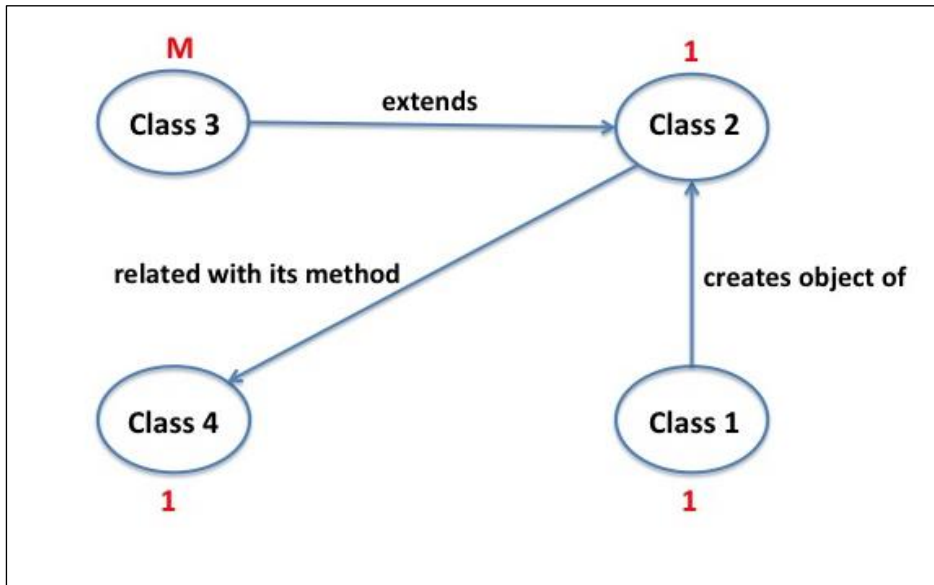 M
1
Class 3
extends
Class 2
related with its method
creates object of
Class 4
Class 1
1
1